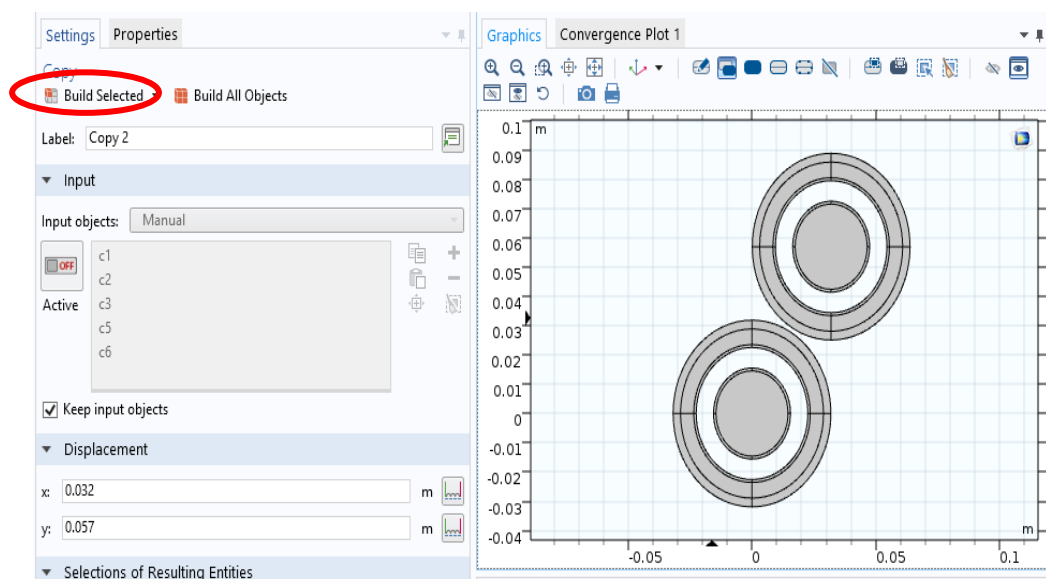 Settings Properties
Copy
Build Selected Build All Objects
Label: Copy 2
Input
Input objects: Manual
OFF
Active
c1
c2
c3
c5
c6
Keep input objects
Displacement
x: 0.032 m
y: 0.057 m
Selections of Resulting Entities
Graphics Convergence Plot 1
0.1 m
0.09
0.08
0.07
0.06
0.05
0.04
0.03
0.02
0.01
0
-0.01
-0.02
-0.03
-0.04 m
-0.05 0 0.05 0.1